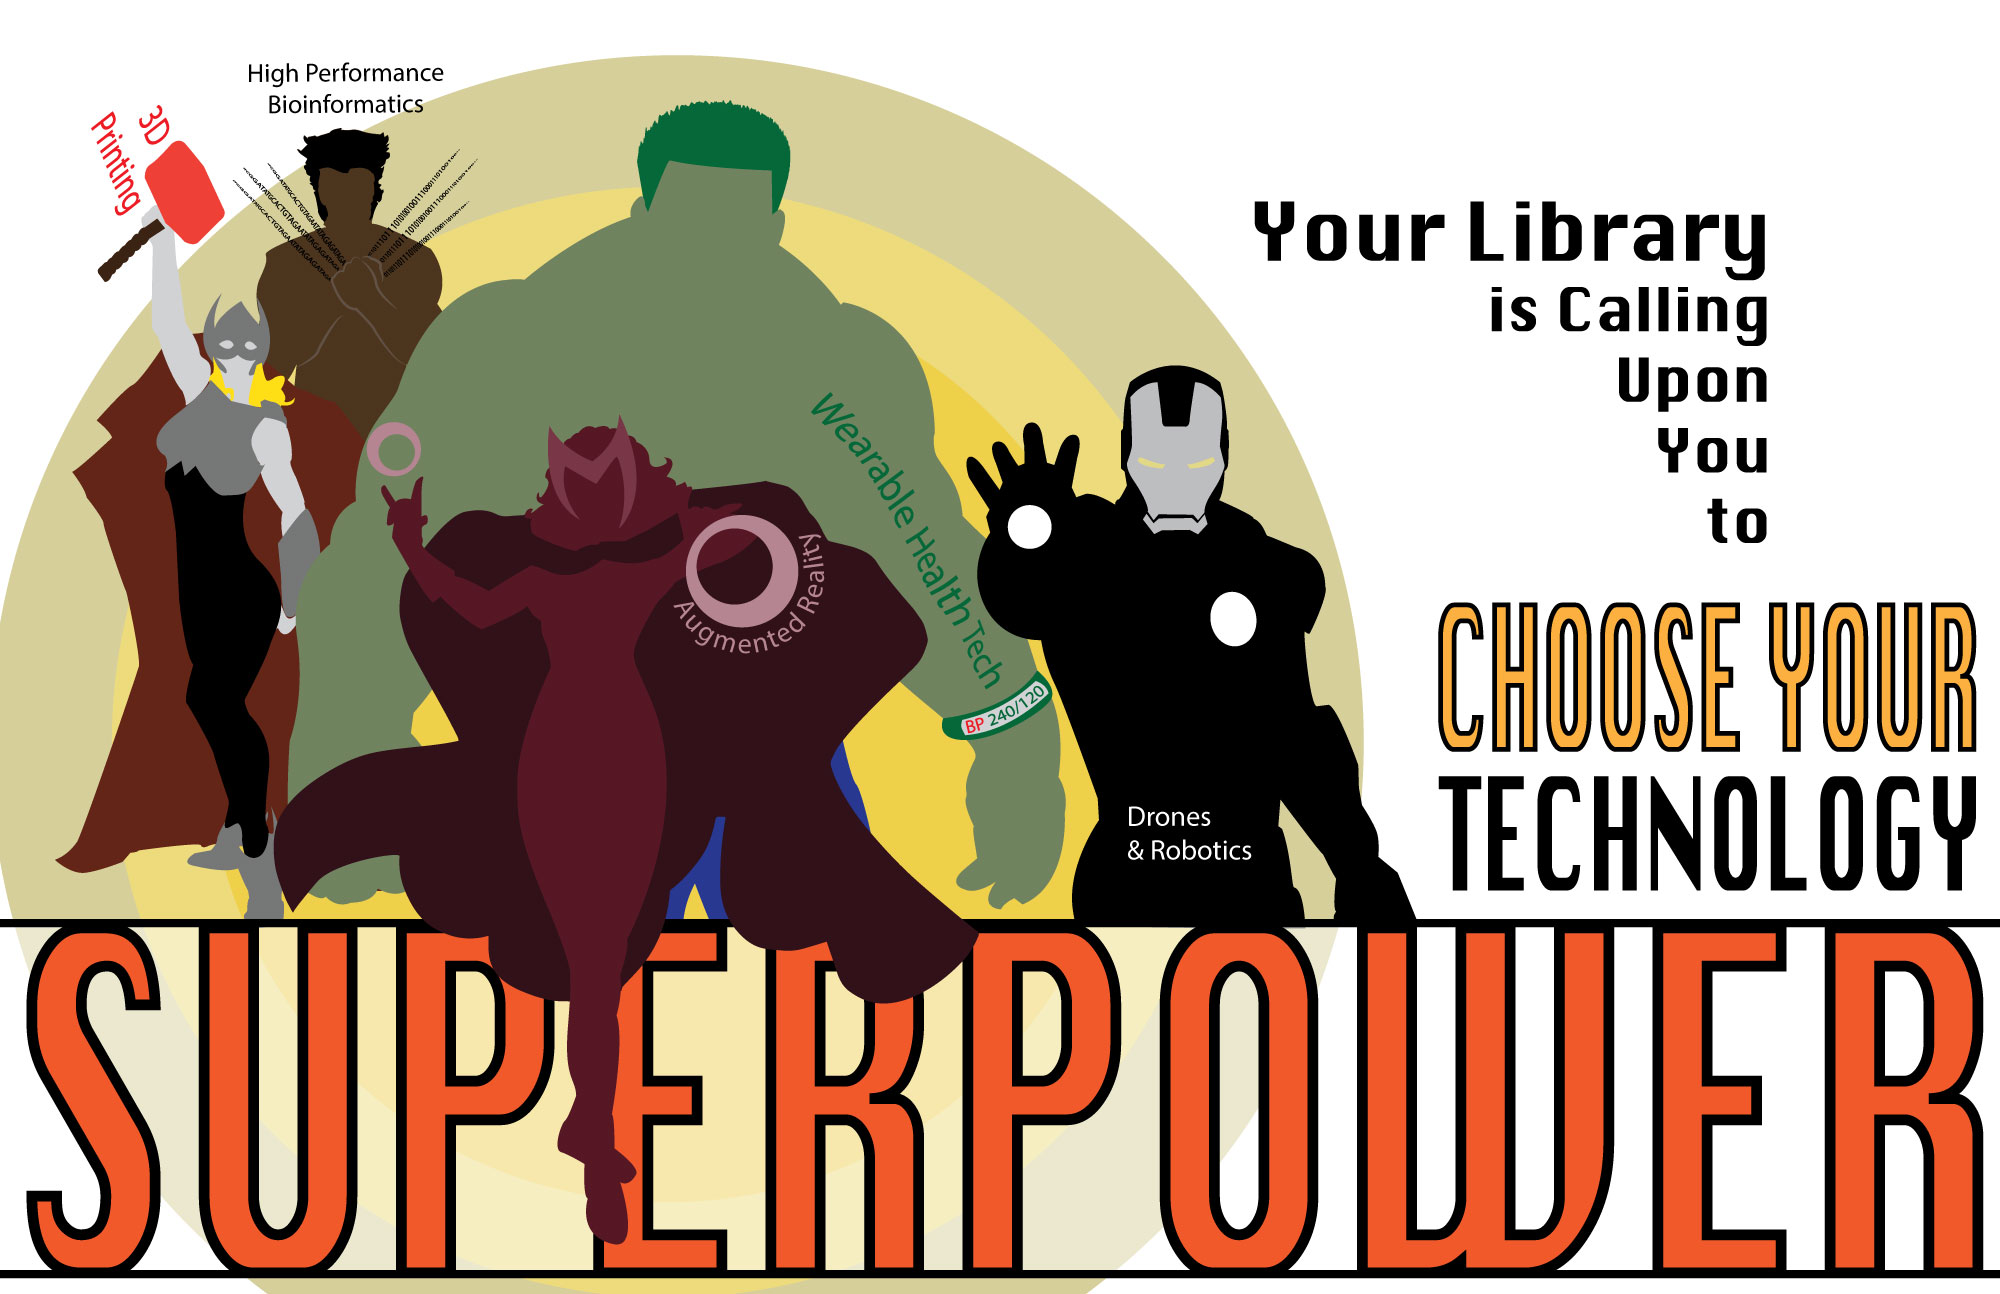 High Performance
Bioinformatics
3D
Printing
Your Library
is Calling
Upon
You
to
Wearable Health Tech
Augmented Reality
CHOOSE YOUR
BP 240/120
TECHNOLOGY
Drones
& Robotics
SUPERPOWER